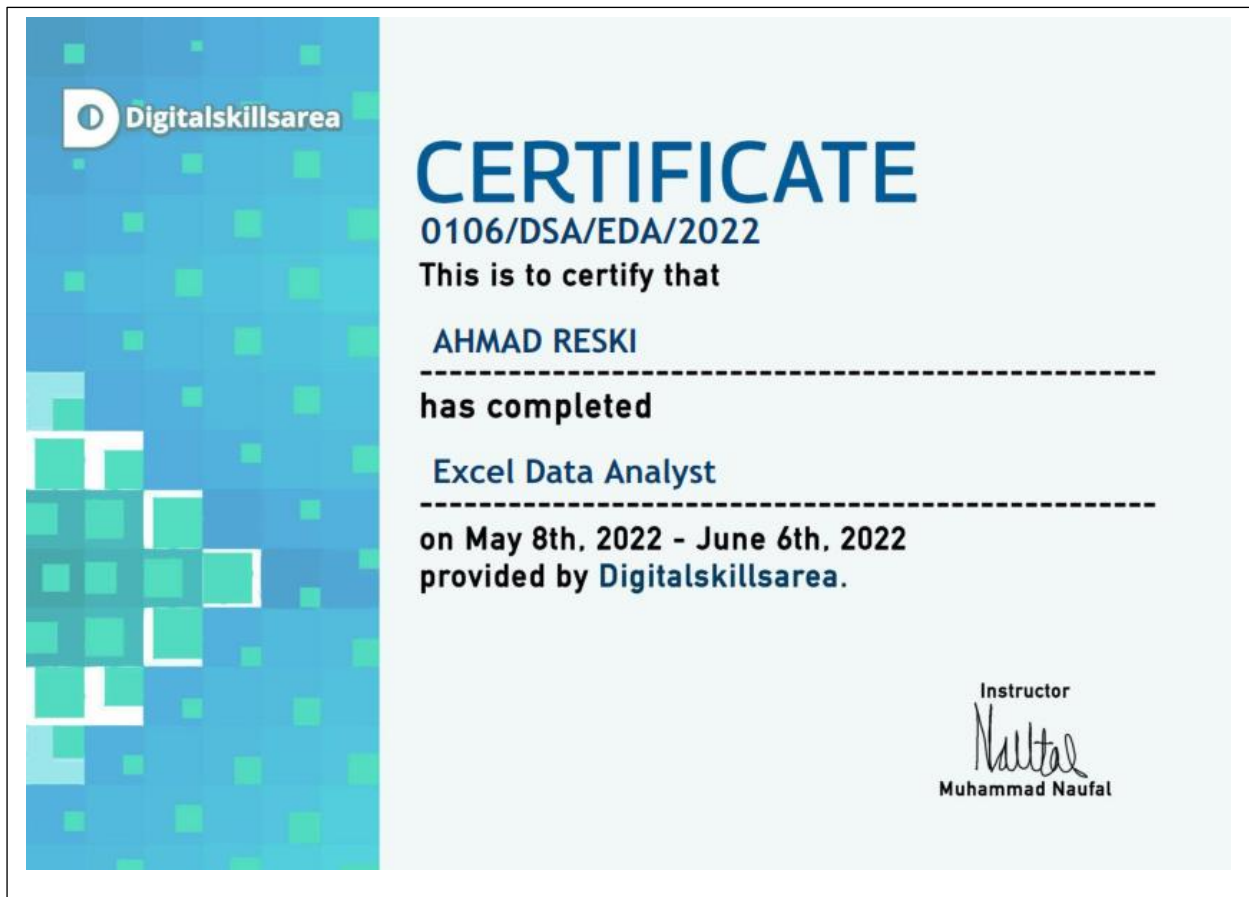 Digitalskillsarea
CERTIFICATE
0106/DSA/EDA/2022
This is to certify that
AHMAD RESKI
has completed
Excel Data Analyst
on May 8th, 2022 - June 6th, 2022
provided by Digitalskillsarea.
Instructor
Muhammad Naufal